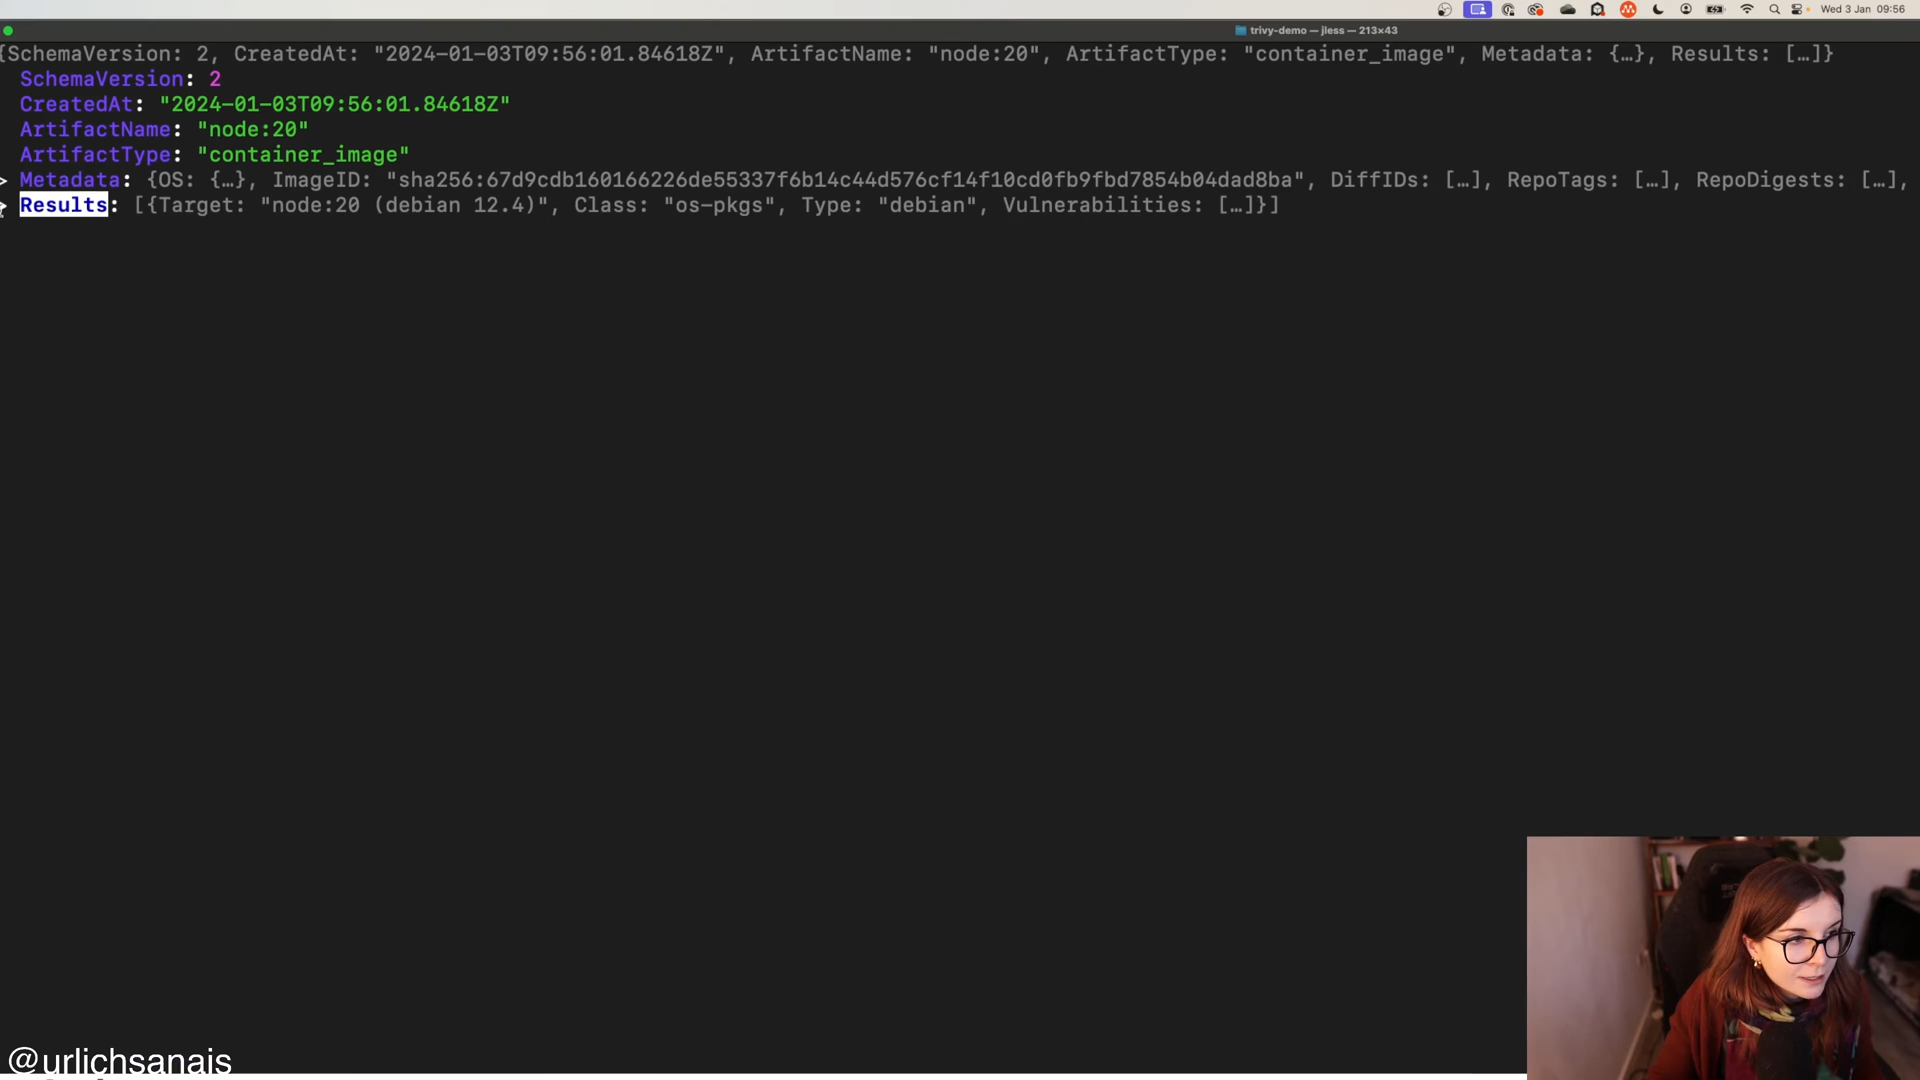 Wed 3 Jan 09:56
trivy-demo — jless — 213×43
{SchemaVersion: 2, CreatedAt: "2024-01-03T09:56:01.84618Z", ArtifactName: "node:20", ArtifactType: "container_image", Metadata: {…}, Results: […]}
SchemaVersion: 2
CreatedAt: "2024-01-03T09:56:01.84618Z"
ArtifactName: "node:20"
ArtifactType: "container_image"
Metadata: {OS: {…}, ImageID: "sha256:67d9cdb160166226de55337f6b14c44d576cf14f10cd0fb9fbd7854b04dad8ba", DiffIDs: […], RepoTags: […], RepoDigests: […],
Results: [{Target: "node:20 (debian 12.4)", Class: "os-pkgs", Type: "debian", Vulnerabilities: […]}]
@urlichsanais